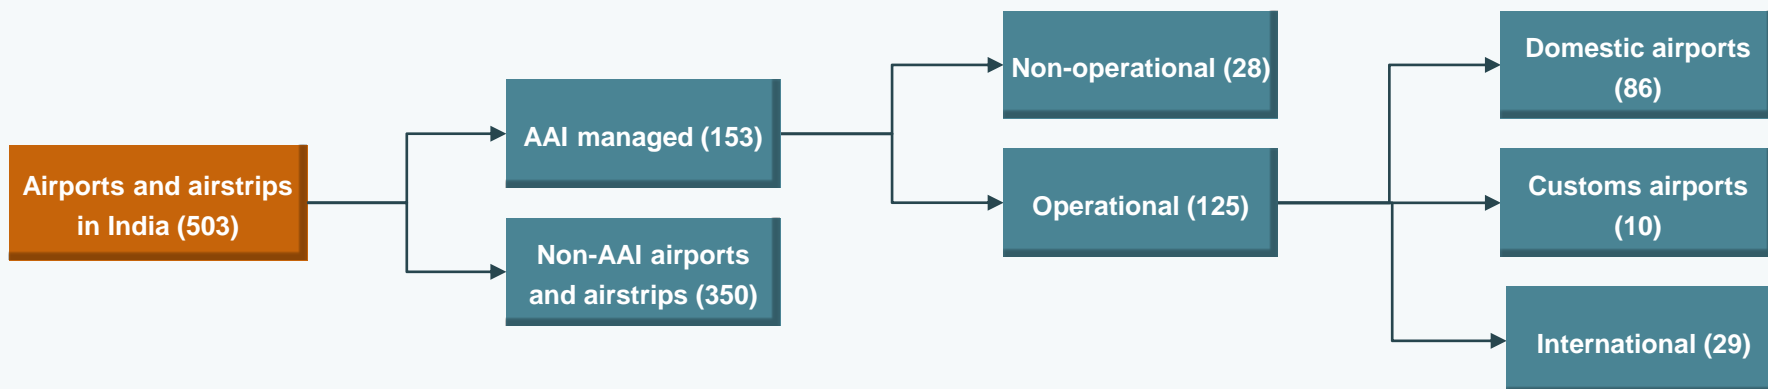 Airports and airstrips
in India (503)
AAI managed (153)
Non-AAI airports
and airstrips (350)
Non-operational (28)
Operational (125)
Domestic airports
(86)
Customs airports
(10)
International (29)